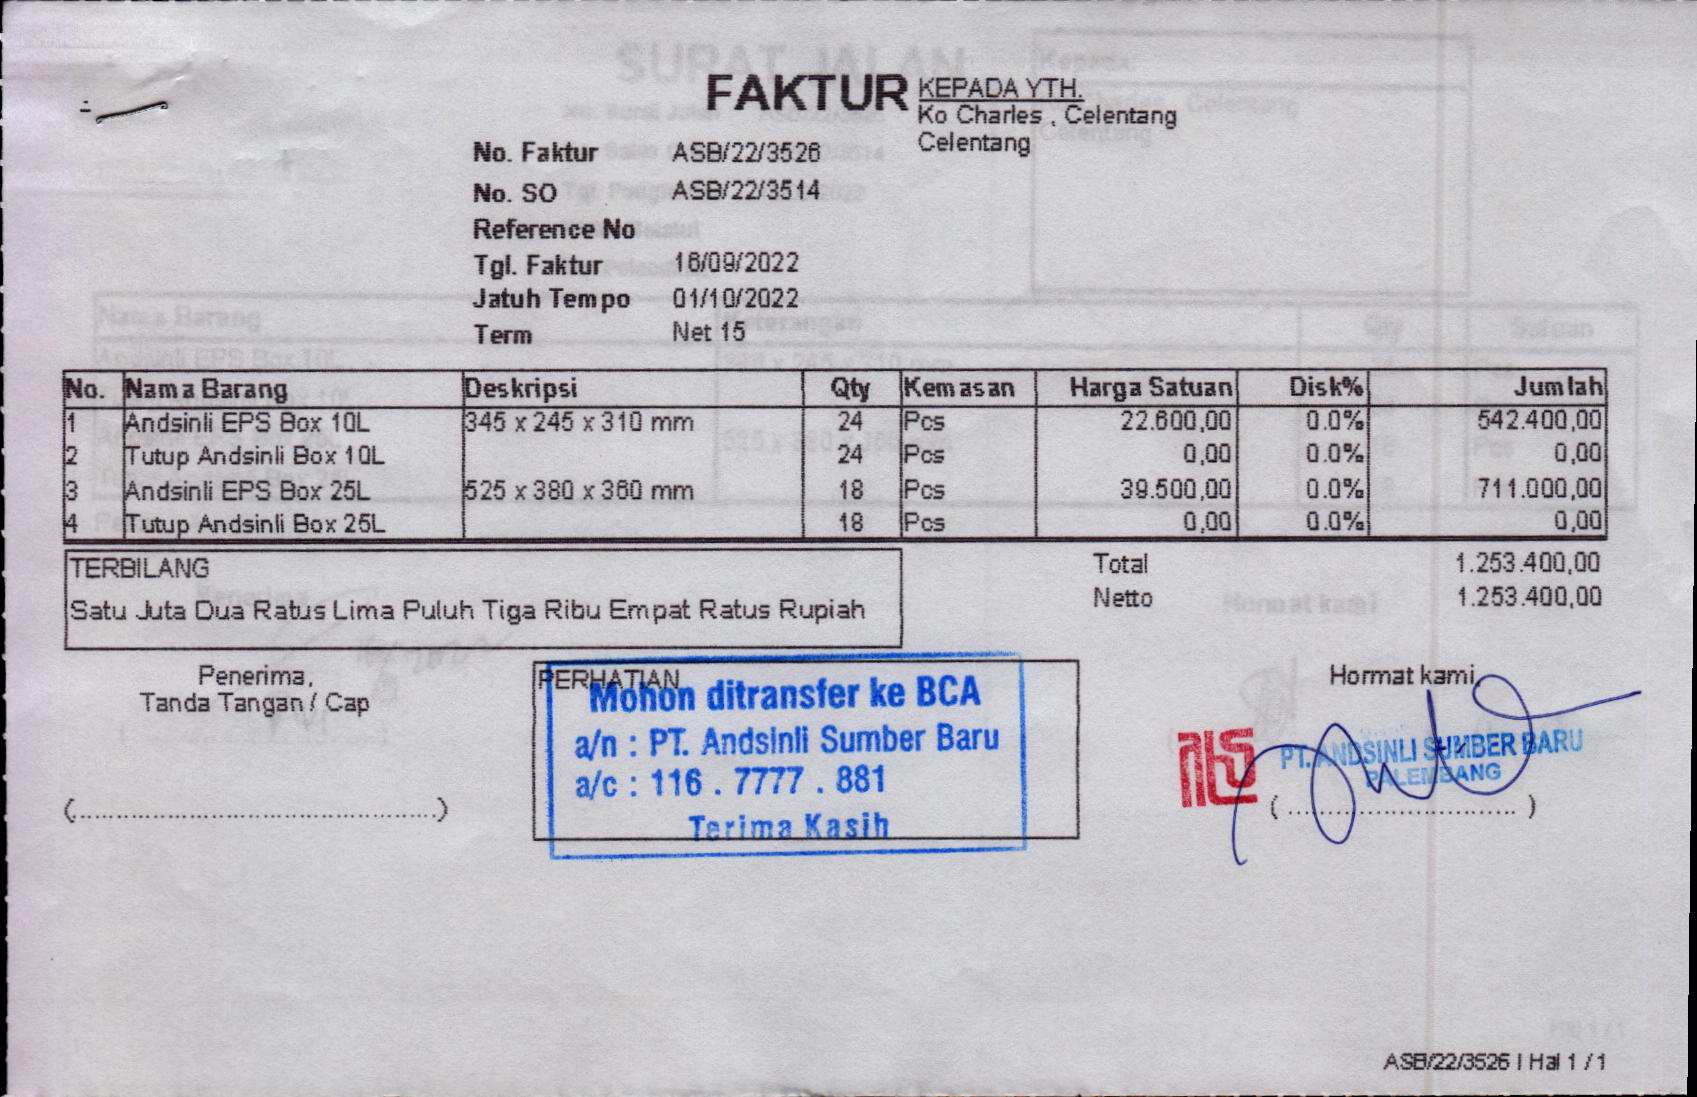 FAKTUR
KEPADA YTH.
Ko Charles , Celentang
Celentang
No. Faktur ASB/22/3526
No. SO ASB/22/3514
Reference No
Tgl. Faktur 16/09/2022
Jatuh Tempo 01/10/2022
Term Net 15
No. Nama Barang Deskripsi Qty Kemasan Harga Satuan Disk% Jumlah
1 Andsinli EPS Box 10L 345 x 245 x 310 mm 24 Pcs 22.600,00 0.0% 542.400,00
2 Tutup Andsinli Box 10L 24 Pcs 0,00 0.0% 0,00
3 Andsinli EPS Box 25L 525 x 380 x 360 mm 18 Pcs 39.500,00 0.0% 711.000,00
4 Tutup Andsinli Box 25L 18 Pcs 0,00 0.0% 0,00
TERBILANG
Satu Juta Dua Ratus Lima Puluh Tiga Ribu Empat Ratus Rupiah
Total 1.253.400,00
Netto 1.253.400,00
Penerima,
Tanda Tangan / Cap
(..............................................)
PERHATIAN
Mohon ditransfer ke BCA
a/n : PT. Andsinli Sumber Baru
a/c : 116 . 7777 . 881
Terima Kasih
Hormat kami,
PT. ANDSINLI SUMBER BARU
PALEMBANG
( ............................. )
ASB/22/3526 | Hal 1 / 1